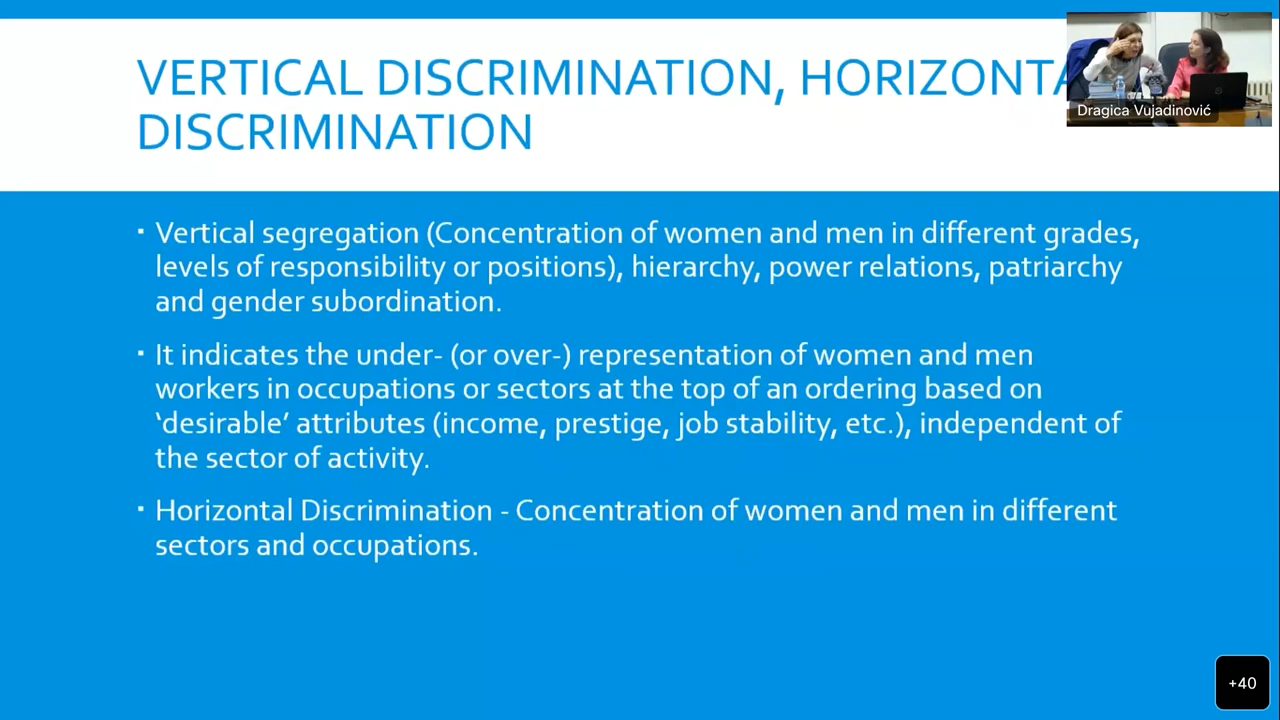 VERTICAL DISCRIMINATION, HORIZONTA
DISCRIMINATION
Dragica Vujadinović
▪ Vertical segregation (Concentration of women and men in different grades,
levels of responsibility or positions), hierarchy, power relations, patriarchy
and gender subordination.
▪ It indicates the under- (or over-) representation of women and men
workers in occupations or sectors at the top of an ordering based on
‘desirable’ attributes (income, prestige, job stability, etc.), independent of
the sector of activity.
▪ Horizontal Discrimination - Concentration of women and men in different
sectors and occupations.
+40